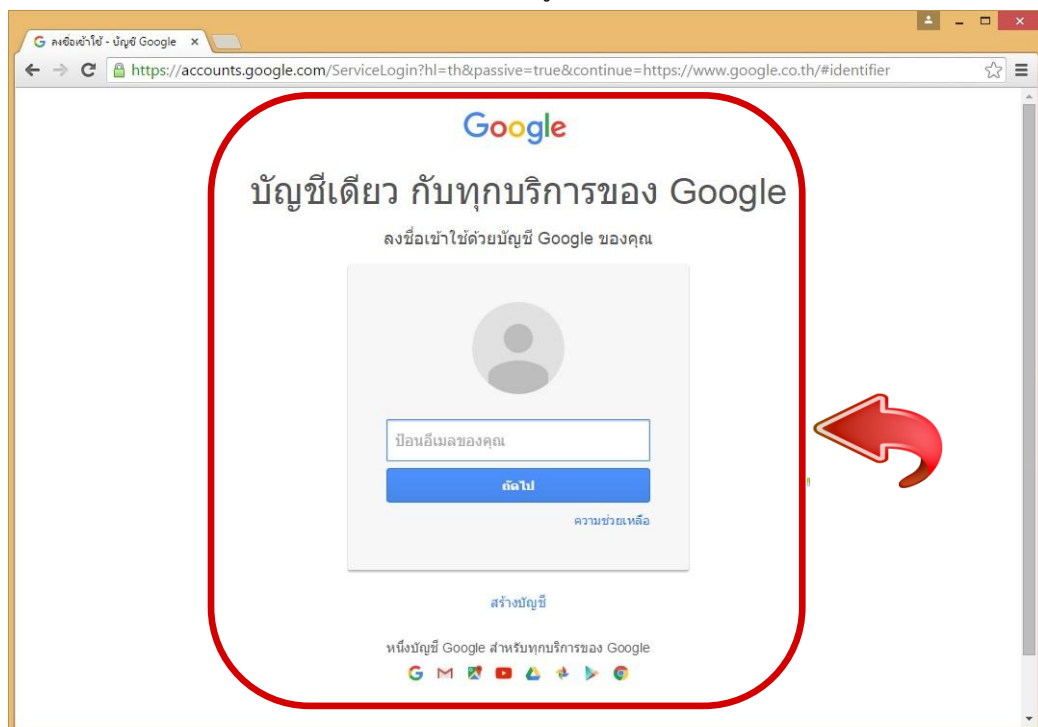 ลงชื่อเข้าใช้ - บัญชี Google
https://accounts.google.com/ServiceLogin?hl=th&passive=true&continue=https://www.google.co.th/#identifier
Google
บัญชีเดียว กับทุกบริการของ Google
ลงชื่อเข้าใช้ด้วยบัญชี Google ของคุณ
ป้อนอีเมลของคุณ
ถัดไป
ความช่วยเหลือ
สร้างบัญชี
หนึ่งบัญชี Google สำหรับทุกบริการของ Google